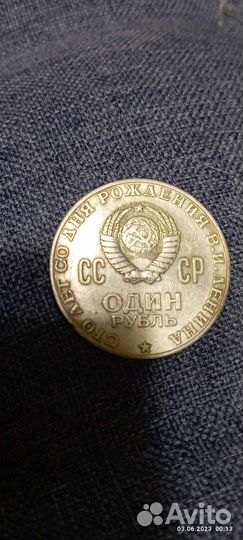 СТО ЛЕТ СО ДНЯ РОЖДЕНИЯ В.И.ЛЕНИНА
СС СР
ОДИН
РУБЛЬ
Avito
03.06.2023 00:13